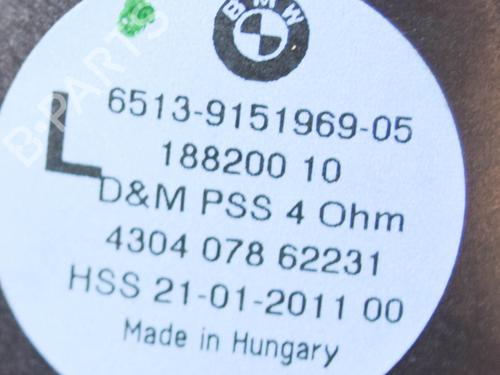 BMW
6513-9151969-05
188200 10
L
D&M PSS 4 Ohm
4304 078 62231
HSS 21-01-2011 00
Made in Hungary
B-PARTS